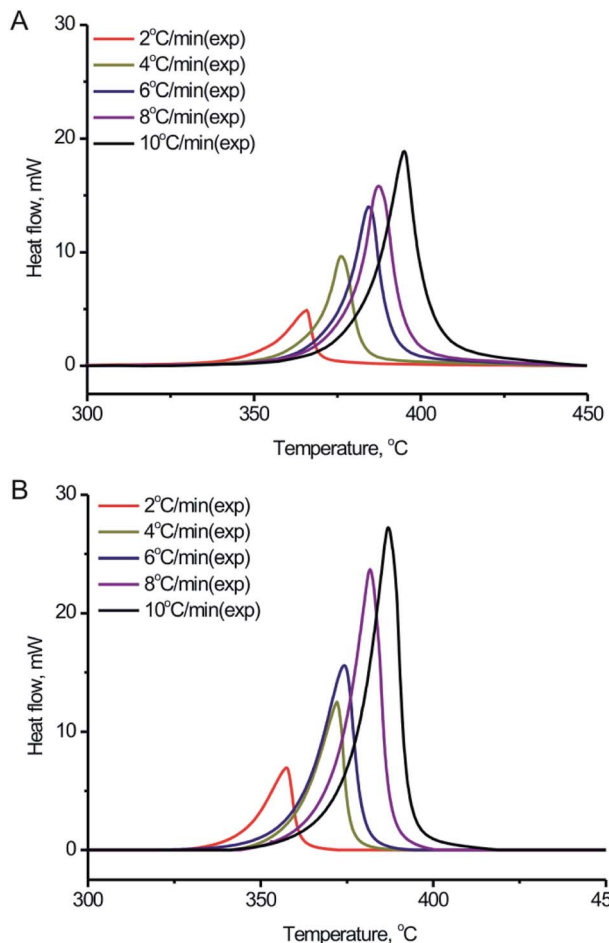 A
30
2°C/min(exp)
4°C/min(exp)
6°C/min(exp)
8°C/min(exp)
10°C/min(exp)
20
10
0
Heat flow, mW
300 350 400 450
Temperature, °C
B
30
2°C/min(exp)
4°C/min(exp)
6°C/min(exp)
8°C/min(exp)
10°C/min(exp)
20
10
0
Heat flow, mW
300 350 400 45
Temperature, °C